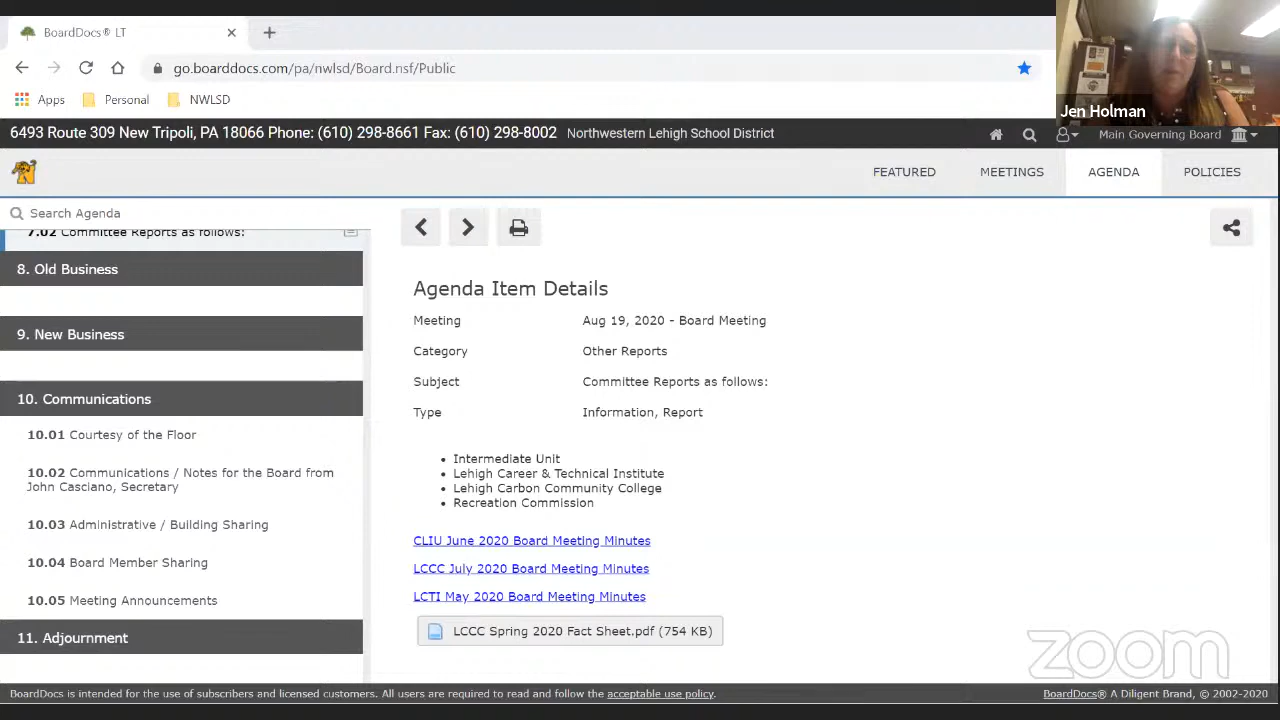 BoardDocs® LT
go.boarddocs.com/pa/nwlsd/Board.nsf/Public
Apps Personal NWLSD
Jen Holman
6493 Route 309 New Tripoli, PA 18066 Phone: (610) 298-8661 Fax: (610) 298-8002 Northwestern Lehigh School District
Main Governing Board
FEATURED MEETINGS AGENDA POLICIES
Search Agenda
7.02 Committee Reports as follows:
8. Old Business
9. New Business
10. Communications
10.01 Courtesy of the Floor
10.02 Communications / Notes for the Board from
John Casciano, Secretary
10.03 Administrative / Building Sharing
10.04 Board Member Sharing
10.05 Meeting Announcements
11. Adjournment
Agenda Item Details
Meeting Aug 19, 2020 - Board Meeting
Category Other Reports
Subject Committee Reports as follows:
Type Information, Report
• Intermediate Unit
• Lehigh Career & Technical Institute
• Lehigh Carbon Community College
• Recreation Commission
CLIU June 2020 Board Meeting Minutes
LCCC July 2020 Board Meeting Minutes
LCTI May 2020 Board Meeting Minutes
LCCC Spring 2020 Fact Sheet.pdf (754 KB)
zoom
BoardDocs is intended for the use of subscribers and licensed customers. All users are required to read and follow the acceptable use policy.
BoardDocs® A Diligent Brand, © 2002-2020